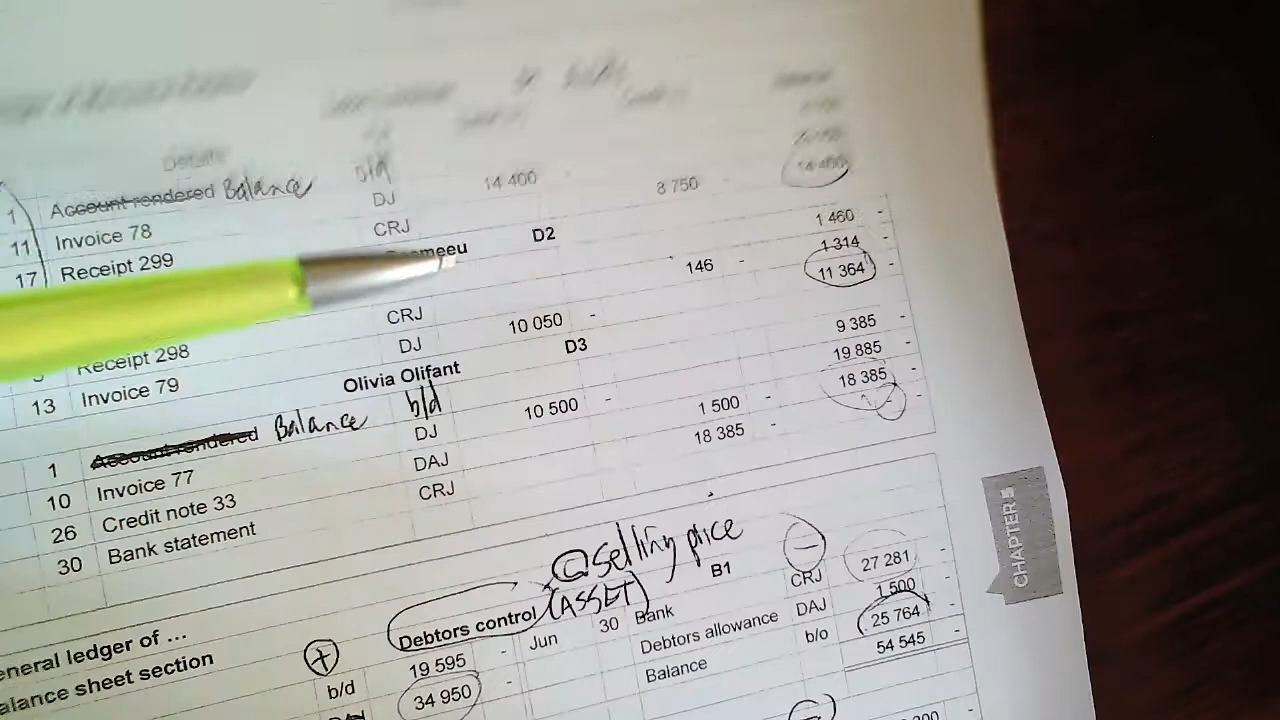 Details
1 Account rendered Balance b/d 14 400
11 Invoice 78 DJ 14 400 8 750 -
17 Receipt 299 CRJ
D2
1 460 -
CRJ 146 - 1 314 -
Receipt 298 DJ 10 050 - 11 364 -
13 Invoice 79
Olivia Olifant D3
1 Account rendered Balance b/d 9 385 -
10 Invoice 77 DJ 10 500 - 19 885 -
26 Credit note 33 DAJ 1 500 - 18 385 -
30 Bank statement CRJ 18 385 - -
@selling price
General ledger of ...
Balance sheet section
Debtors control (ASSET) B1
+ -
b/d 19 595 - Jun 30 Bank CRJ 27 281 -
34 950 - Debtors allowance DAJ 1 500 -
Balance b/o 25 764 -
54 545 -
CHAPTER 5